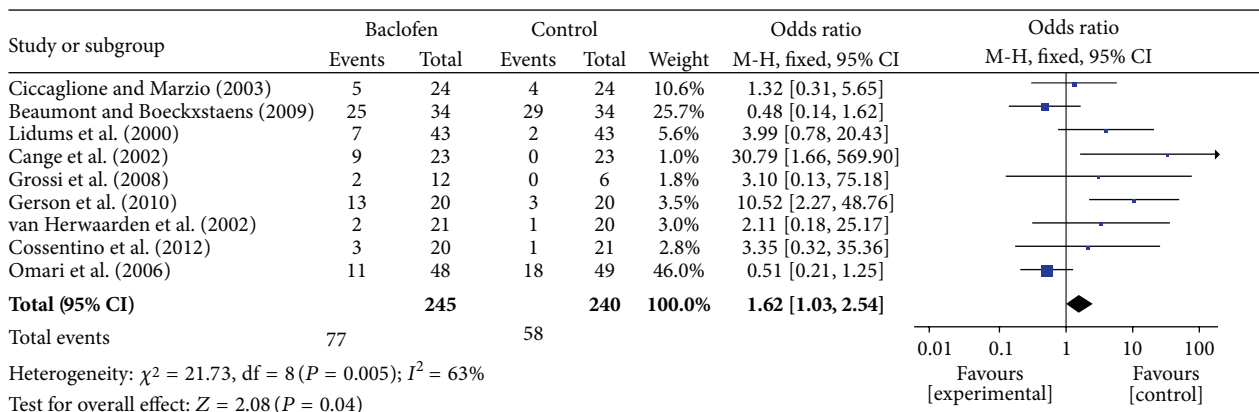 Study or subgroup Baclofen Control Weight Odds ratio Odds ratio
Events Total Events Total M-H, fixed, 95% CI M-H, fixed, 95% CI
Ciccaglione and Marzio (2003) 5 24 4 24 10.6% 1.32 [0.31, 5.65]
Beaumont and Boeckxstaens (2009) 25 34 29 34 25.7% 0.48 [0.14, 1.62]
Lidums et al. (2000) 7 43 2 43 5.6% 3.99 [0.78, 20.43]
Cange et al. (2002) 9 23 0 23 1.0% 30.79 [1.66, 569.90]
Grossi et al. (2008) 2 12 0 6 1.8% 3.10 [0.13, 75.18]
Gerson et al. (2010) 13 20 3 20 3.5% 10.52 [2.27, 48.76]
van Herwaarden et al. (2002) 2 21 1 20 3.0% 2.11 [0.18, 25.17]
Cossentino et al. (2012) 3 20 1 21 2.8% 3.35 [0.32, 35.36]
Omari et al. (2006) 11 48 18 49 46.0% 0.51 [0.21, 1.25]
Total (95% CI) 245 240 100.0% 1.62 [1.03, 2.54]
Total events 77 58
Heterogeneity: χ² = 21.73, df = 8 (P = 0.005); I² = 63%
Test for overall effect: Z = 2.08 (P = 0.04)
0.01 0.1 1 10 100
Favours Favours
[experimental] [control]